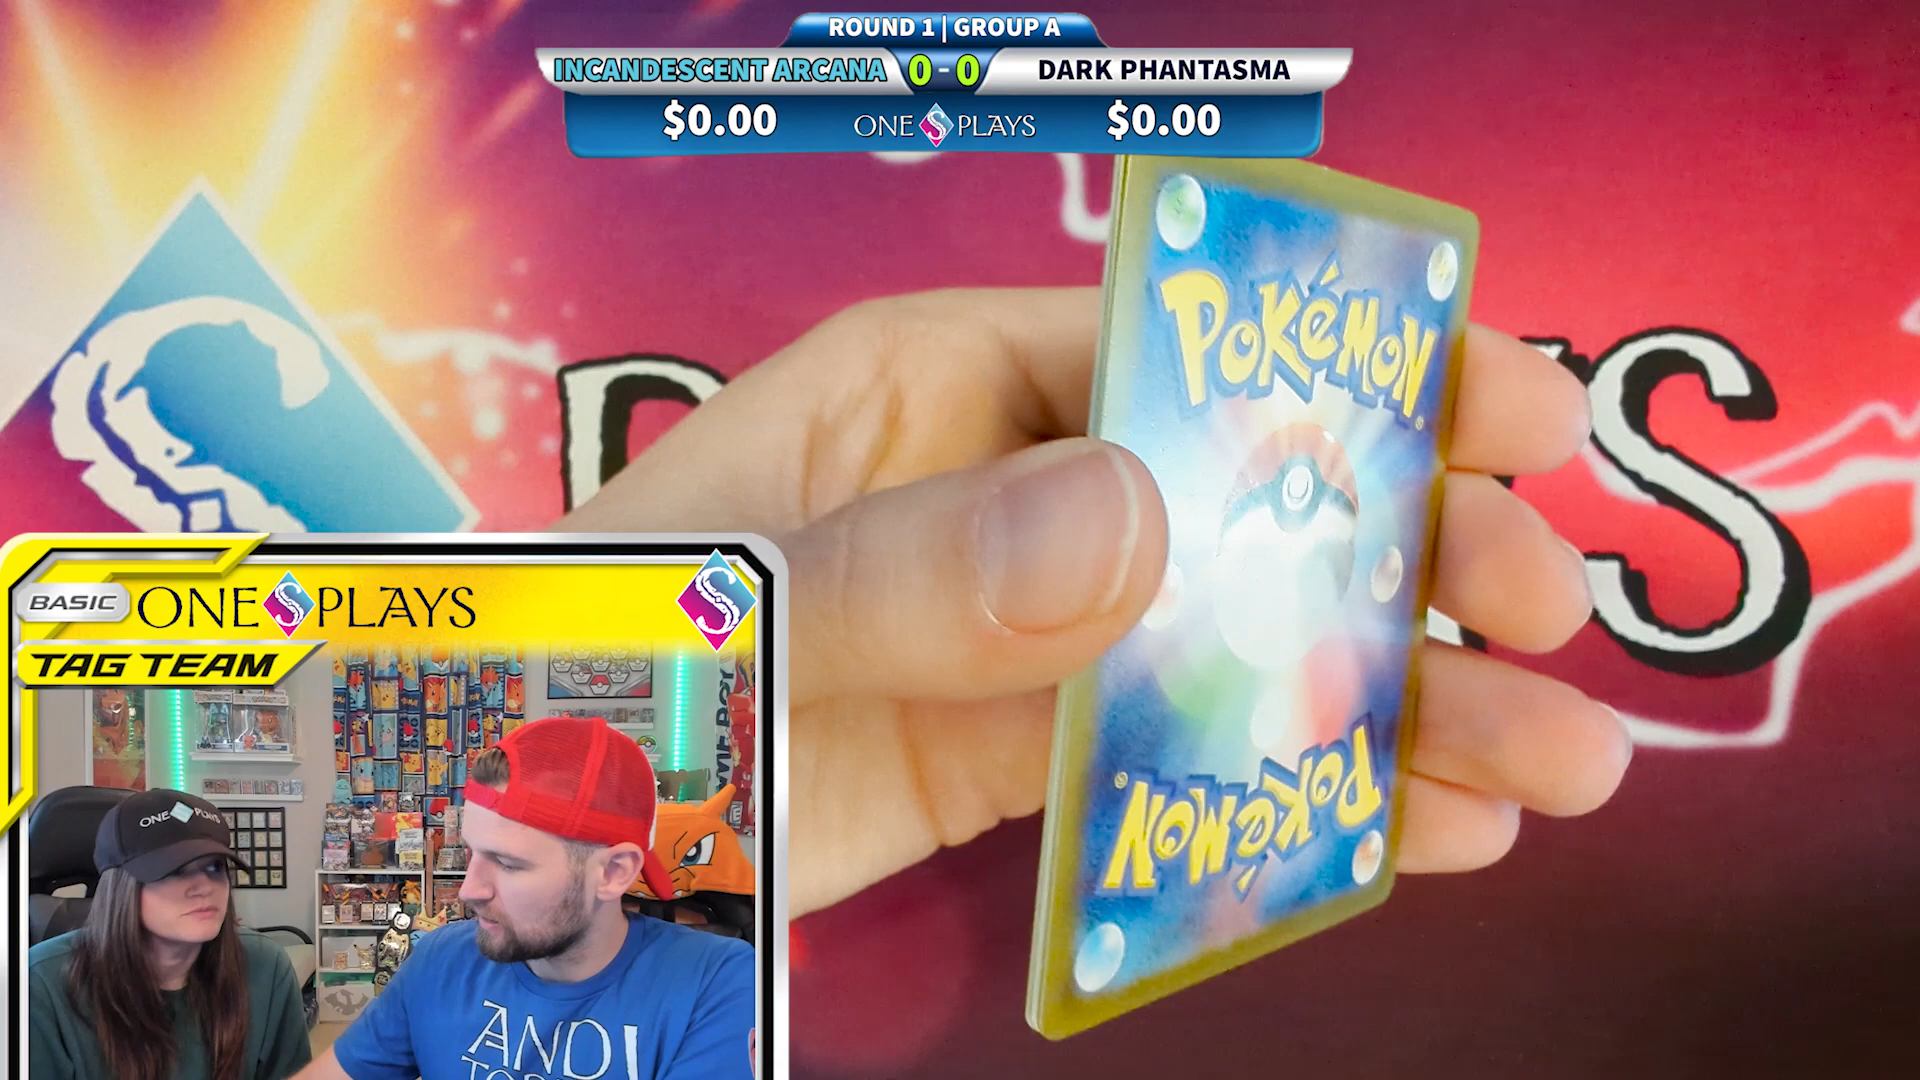 ROUND 1 | GROUP A
INCANDESCENT ARCANA 0 - 0 DARK PHANTASMA
$0.00 ONE S PLAYS $0.00
POKéMON
POKéMON
BASIC ONE S PLAYS S
TAG TEAM
ONE PLAYS
AND I